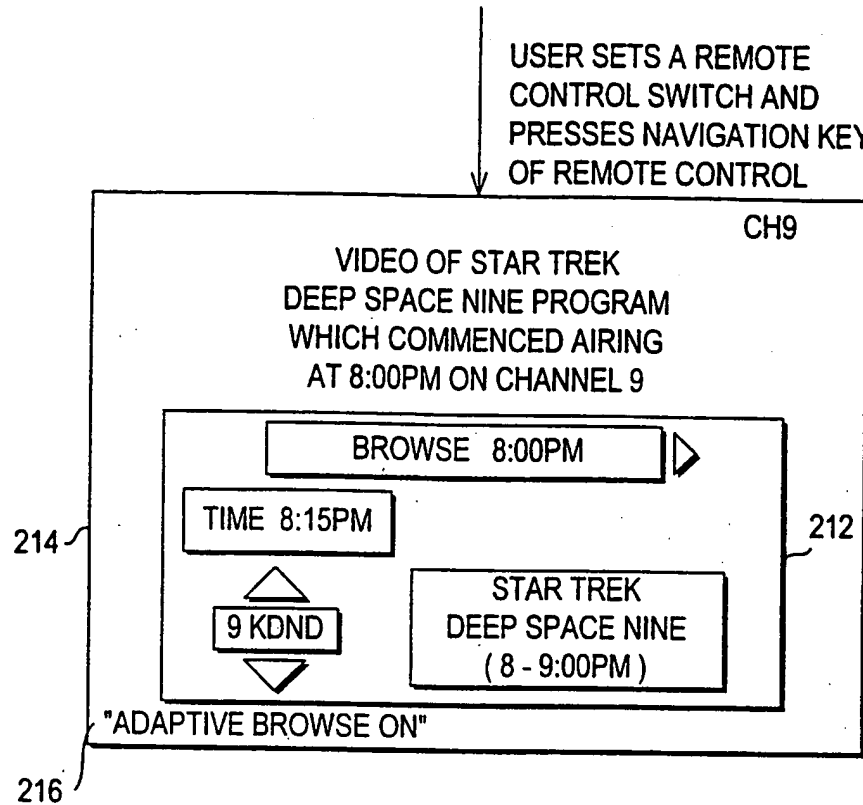 USER SETS A REMOTE
CONTROL SWITCH AND
PRESSES NAVIGATION KEY
OF REMOTE CONTROL
CH9
VIDEO OF STAR TREK
DEEP SPACE NINE PROGRAM
WHICH COMMENCED AIRING
AT 8:00PM ON CHANNEL 9
BROWSE 8:00PM
TIME 8:15PM
214
212
9 KDND
STAR TREK
DEEP SPACE NINE
( 8 - 9:00PM )
"ADAPTIVE BROWSE ON"
216